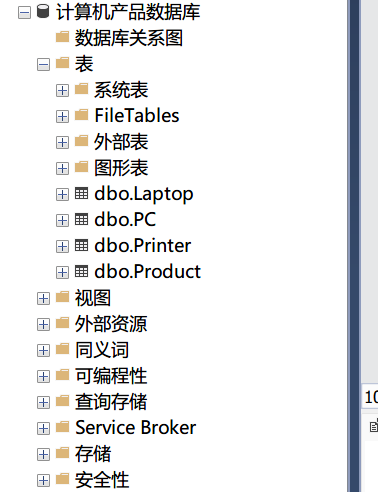 计算机产品数据库
数据库关系图
表
系统表
FileTables
外部表
图形表
dbo.Laptop
dbo.PC
dbo.Printer
dbo.Product
视图
外部资源
同义词
可编程性
查询存储
Service Broker
存储
安全性
10